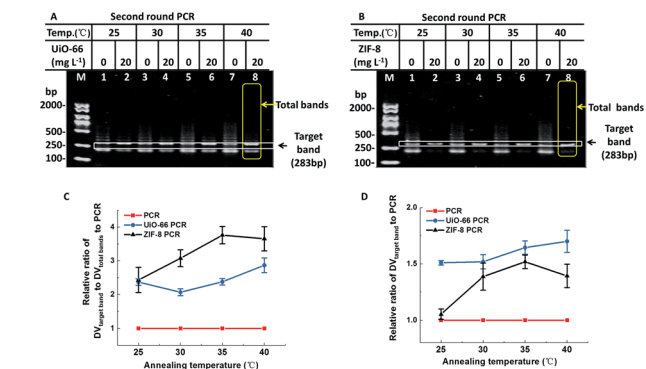 A
Second round PCR
Temp.(℃) 25 30 35 40
UiO-66
(mg L⁻¹) 0 20 0 20 0 20 0 20
M 1 2 3 4 5 6 7 8
bp
2000-
500-
250-
100-
Total bands
Target
band
(283bp)
B
Second round PCR
Temp.(℃) 25 30 35 40
ZIF-8
(mg L⁻¹) 0 20 0 20 0 20 0 20
M 1 2 3 4 5 6 7 8
bp
2000-
500-
250-
100-
Total bands
Target
band
(283bp)
C
Relative ratio of
DVtarget band to DVtotal bands to PCR
PCR
UiO-66 PCR
ZIF-8 PCR
4
3
2
1
25 30 35 40
Annealing temperature (℃)
D
Relative ratio of DVtarget band to PCR
PCR
UiO-66 PCR
ZIF-8 PCR
2.0
1.5
1.0
25 30 35 40
Annealing temperature (℃)